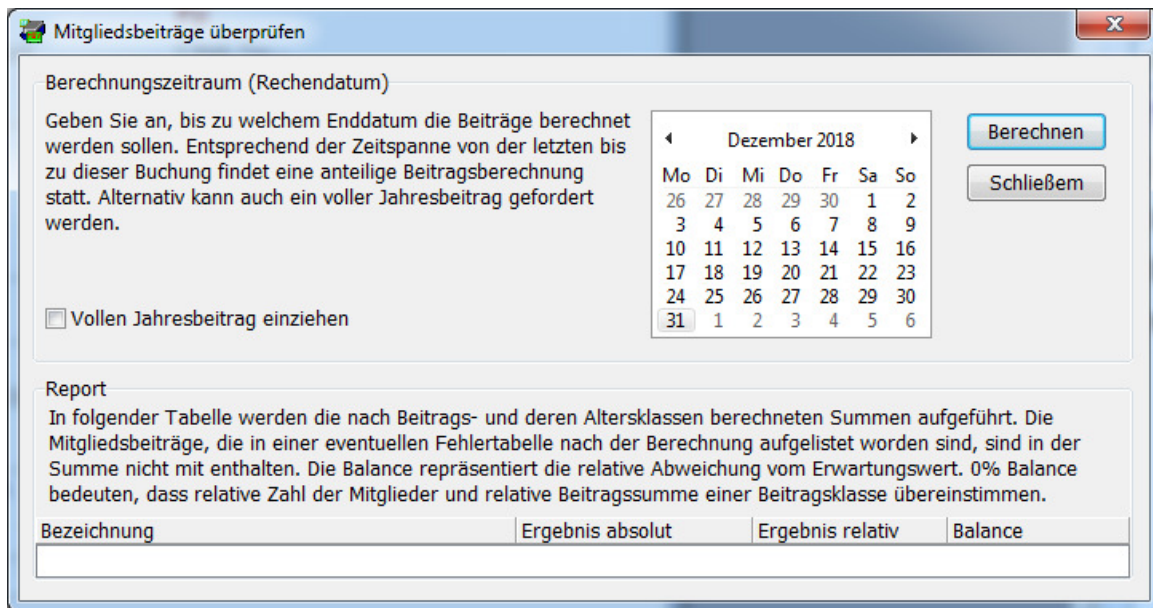 Mitgliedsbeiträge überprüfen
Berechnungszeitraum (Rechendatum)
Geben Sie an, bis zu welchem Enddatum die Beiträge berechnet
werden sollen. Entsprechend der Zeitspanne von der letzten bis
zu dieser Buchung findet eine anteilige Beitragsberechnung
statt. Alternativ kann auch ein voller Jahresbeitrag gefordert
werden.
Vollen Jahresbeitrag einziehen
Dezember 2018
Mo Di Mi Do Fr Sa So
26 27 28 29 30 1 2
3 4 5 6 7 8 9
10 11 12 13 14 15 16
17 18 19 20 21 22 23
24 25 26 27 28 29 30
31 1 2 3 4 5 6
Berechnen
Schließem
Report
In folgender Tabelle werden die nach Beitrags- und deren Altersklassen berechneten Summen aufgeführt. Die
Mitgliedsbeiträge, die in einer eventuellen Fehlertabelle nach der Berechnung aufgelistet worden sind, sind in der
Summe nicht mit enthalten. Die Balance repräsentiert die relative Abweichung vom Erwartungswert. 0% Balance
bedeuten, dass relative Zahl der Mitglieder und relative Beitragssumme einer Beitragsklasse übereinstimmen.
Bezeichnung Ergebnis absolut Ergebnis relativ Balance